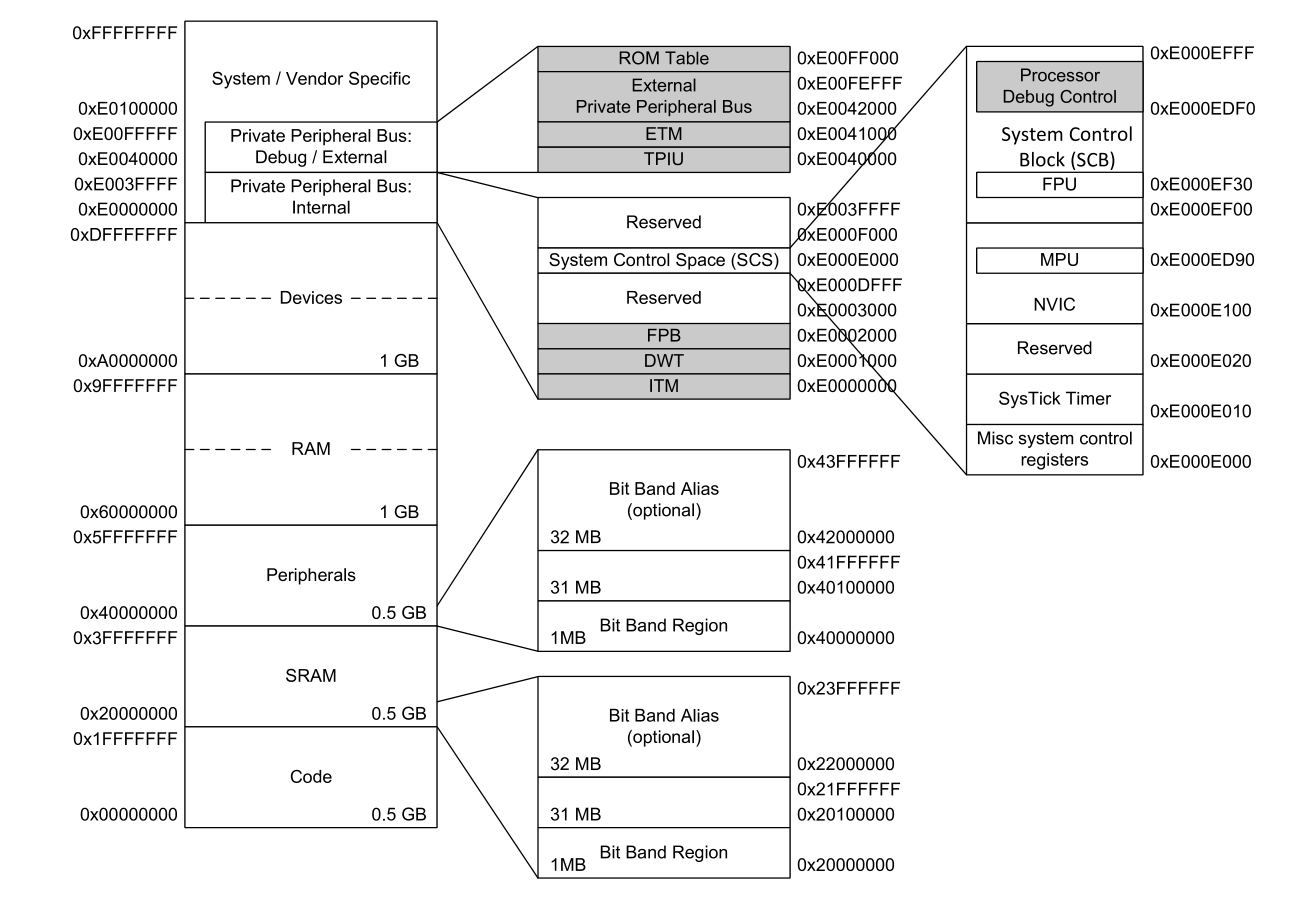 0xFFFFFFFF
System / Vendor Specific
0xE0100000
0xE00FFFFF
Private Peripheral Bus:
Debug / External
0xE0040000
0xE003FFFF
Private Peripheral Bus:
Internal
0xE0000000
0xDFFFFFFF
Devices
0xA0000000
1 GB
0x9FFFFFFF
RAM
0x60000000
1 GB
0x5FFFFFFF
Peripherals
0x40000000
0.5 GB
0x3FFFFFFF
SRAM
0x20000000
0.5 GB
0x1FFFFFFF
Code
0x00000000
0.5 GB
ROM Table
0xE00FF000
External
Private Peripheral Bus
0xE00FEFFF
0xE0042000
ETM
0xE0041000
TPIU
0xE0040000
Reserved
0xE003FFFF
0xE000F000
System Control Space (SCS)
0xE000E000
0xE000DFFF
Reserved
0xE0003000
FPB
0xE0002000
DWT
0xE0001000
ITM
0xE0000000
0x43FFFFFF
Bit Band Alias
(optional)
32 MB
0x42000000
0x41FFFFFF
31 MB
0x40100000
Bit Band Region
1MB
0x40000000
0x23FFFFFF
Bit Band Alias
(optional)
32 MB
0x22000000
0x21FFFFFF
31 MB
0x20100000
Bit Band Region
1MB
0x20000000
0xE000EFFF
Processor
Debug Control
0xE000EDF0
System Control
Block (SCB)
FPU
0xE000EF30
0xE000EF00
MPU
0xE000ED90
NVIC
0xE000E100
Reserved
0xE000E020
SysTick Timer
0xE000E010
Misc system control
registers
0xE000E000